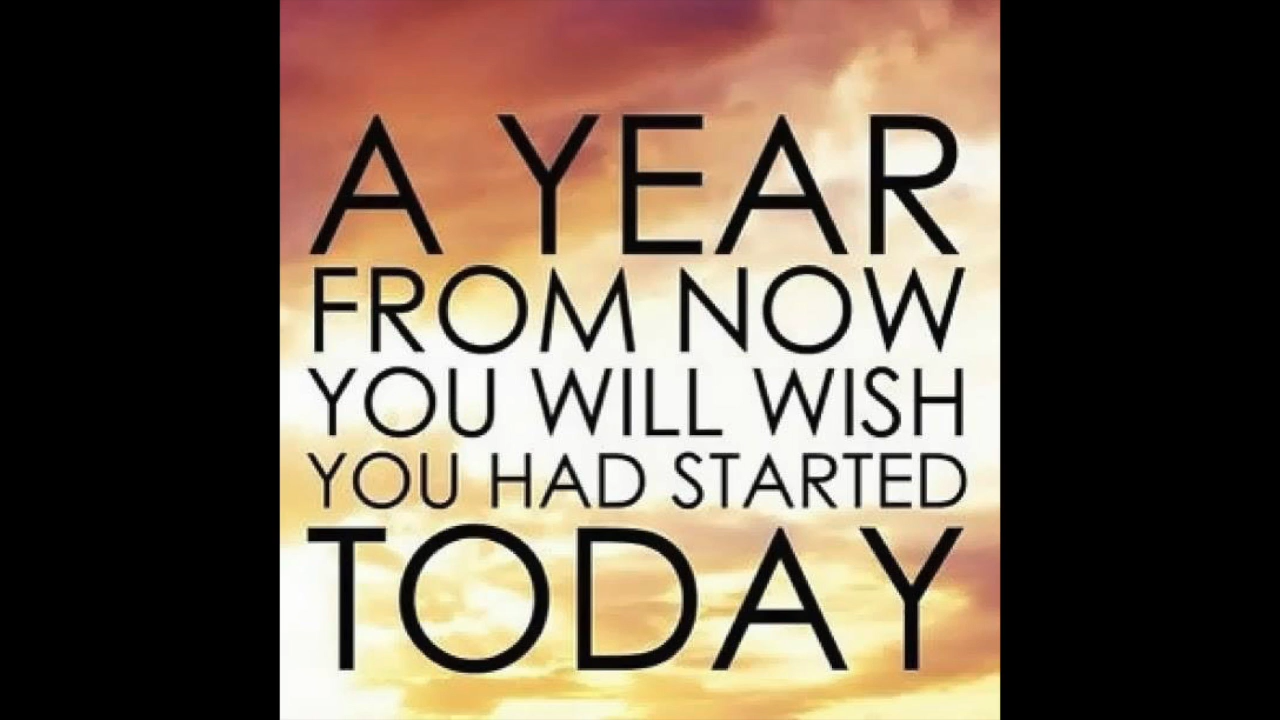 A YEAR
FROM NOW
YOU WILL WISH
YOU HAD STARTED
TODAY